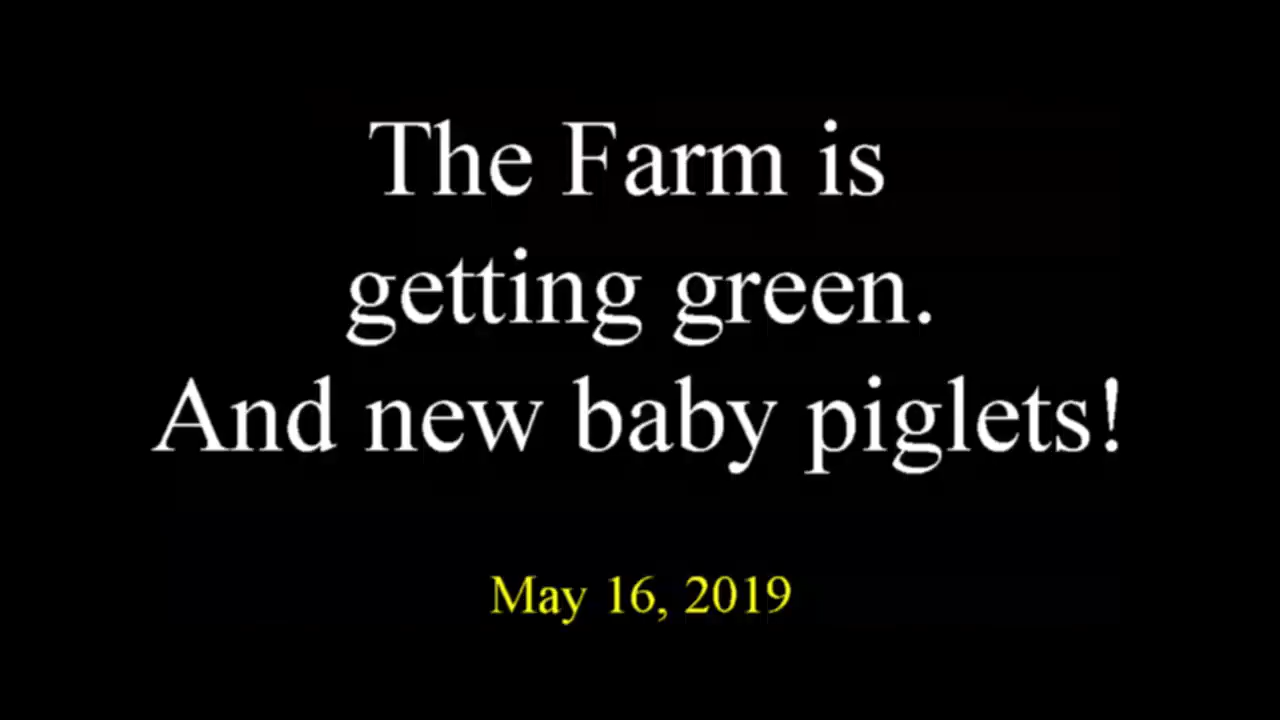 The Farm is
getting green.
And new baby piglets!
May 16, 2019